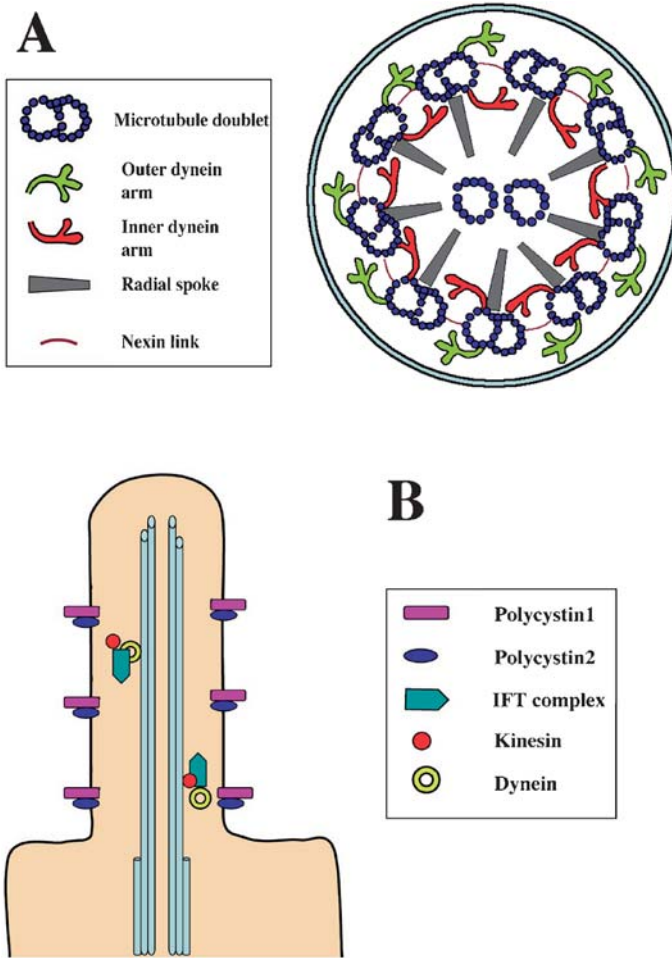 A
Microtubule doublet
Outer dynein
arm
Inner dynein
arm
Radial spoke
Nexin link
B
Polycystin1
Polycystin2
IFT complex
Kinesin
Dynein